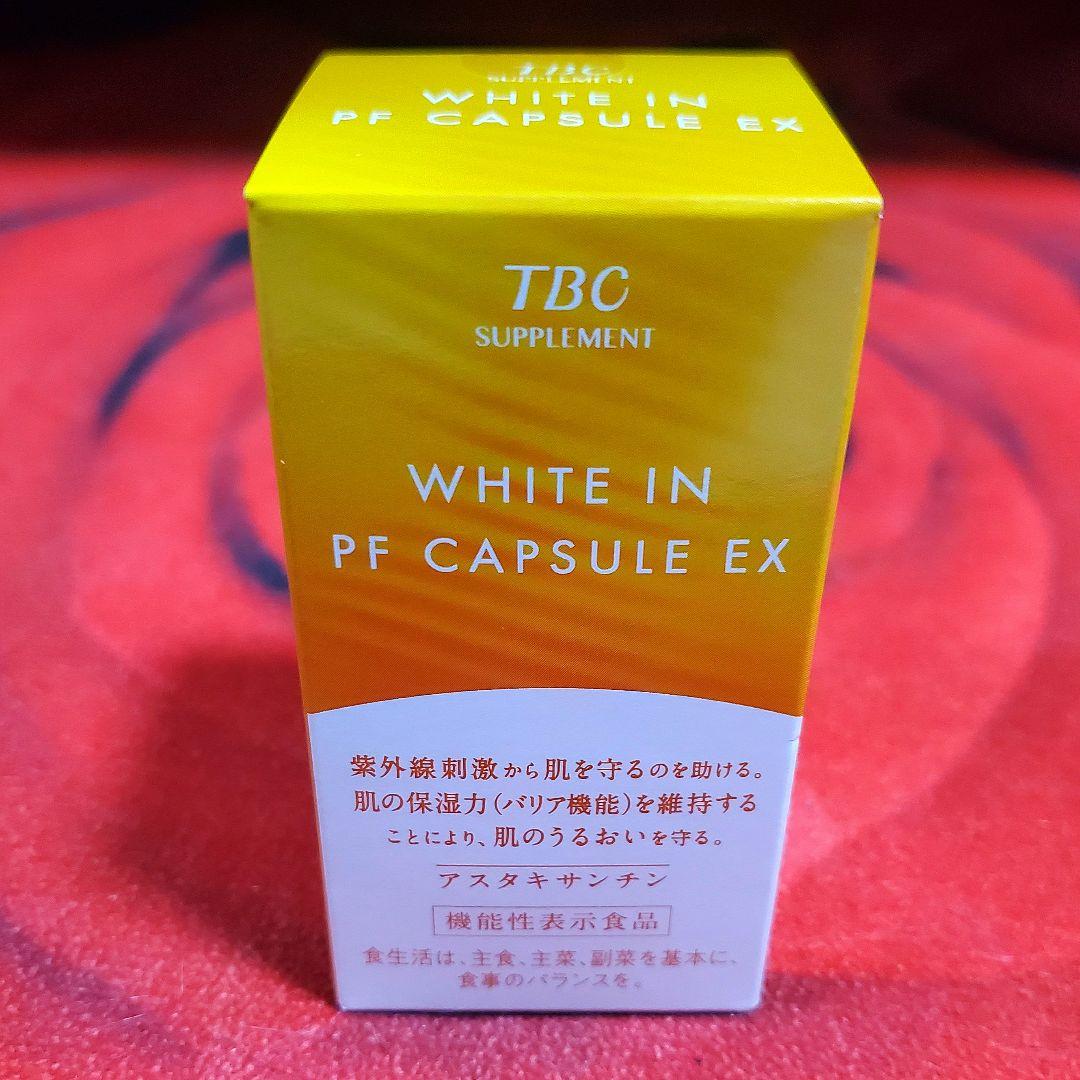 TBC
SUPPLEMENT
WHITE IN
PF CAPSULE EX
TBC
SUPPLEMENT
WHITE IN
PF CAPSULE EX
紫外線刺激から肌を守るのを助ける。
肌の保湿力(バリア機能)を維持する
ことにより、肌のうるおいを守る。
アスタキサンチン
機能性表示食品
食生活は、主食、主菜、副菜を基本に、
食事のバランスを。